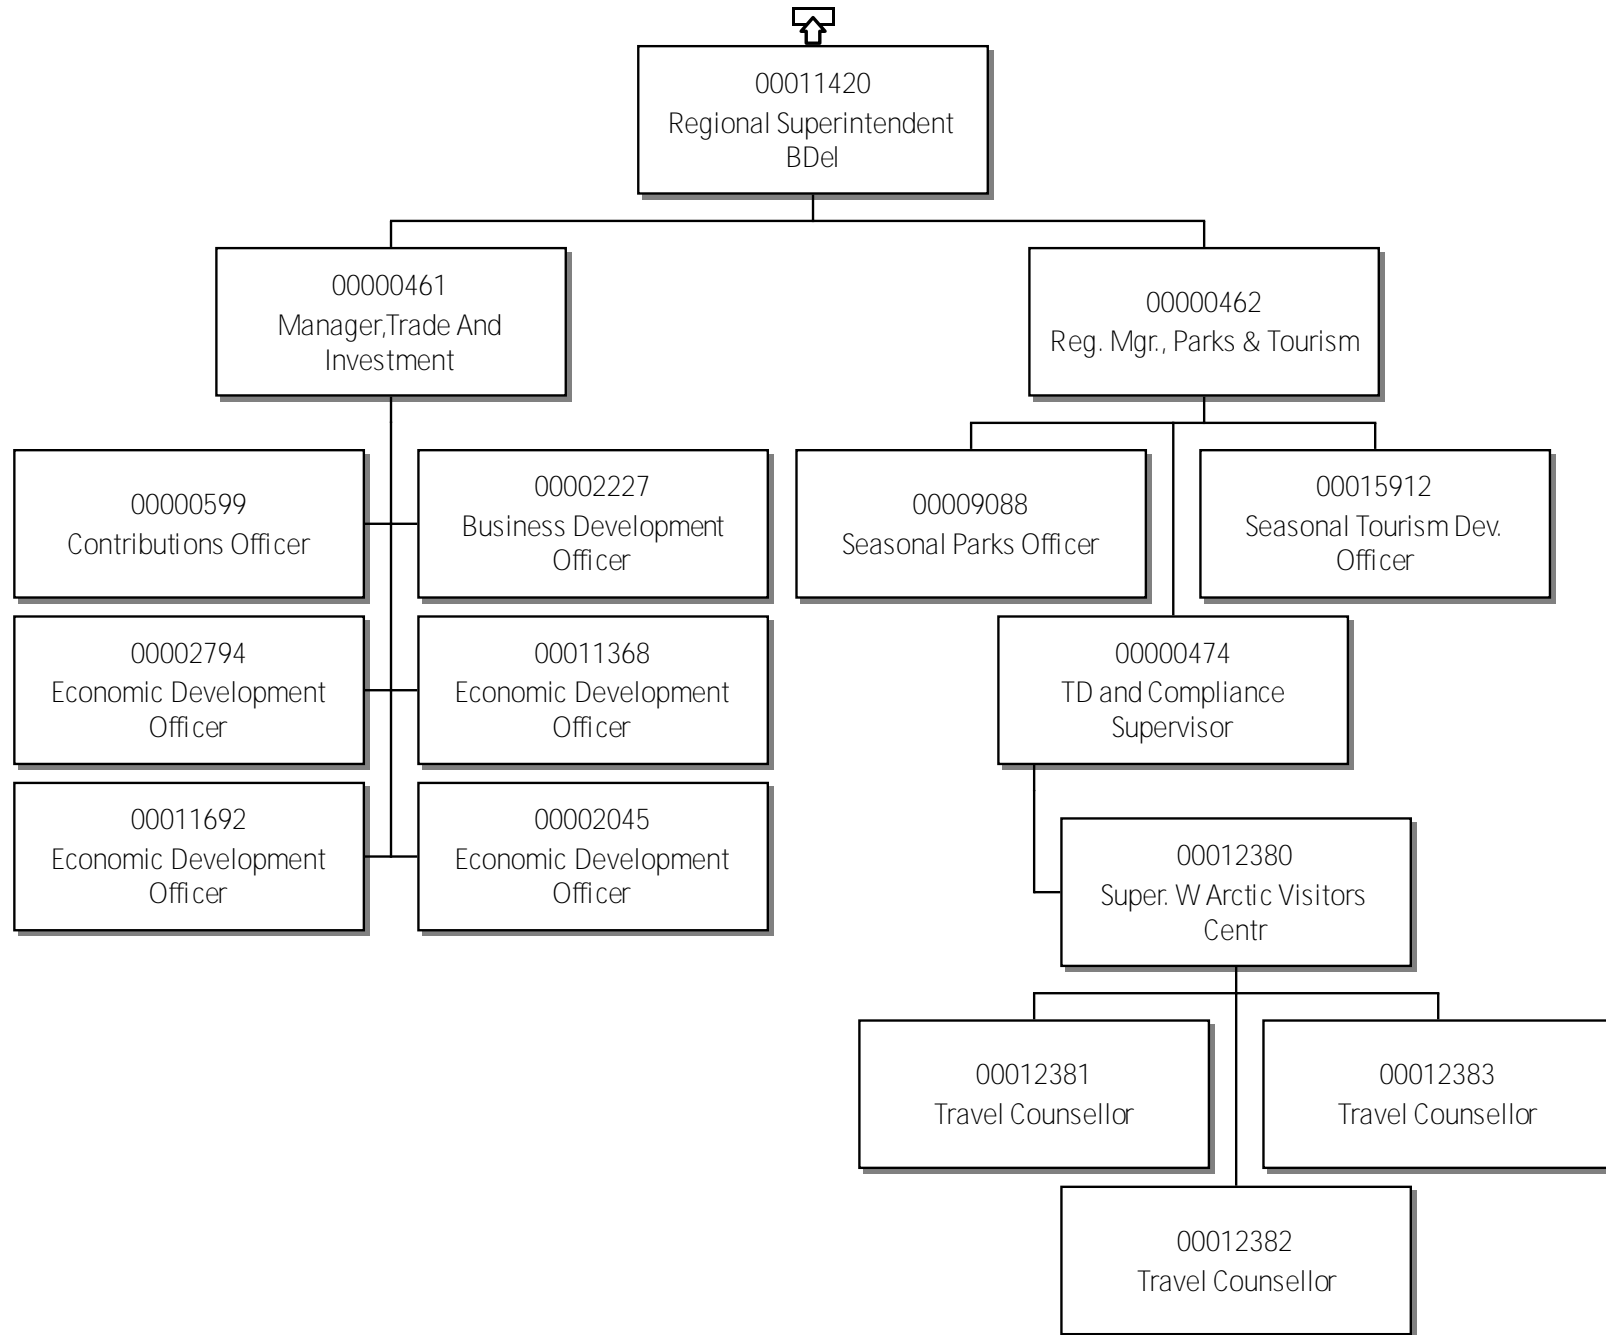 00011420
Regional Superintendent
BDel
00000461
Manager,Trade And
Investment
00000462
Reg. Mgr., Parks & Tourism
00000599
Contributions Officer
00002227
Business Development
Officer
00009088
Seasonal Parks Officer
00015912
Seasonal Tourism Dev.
Officer
00002794
Economic Development
Officer
00011368
Economic Development
Officer
00000474
TD and Compliance
Supervisor
00011692
Economic Development
Officer
00002045
Economic Development
Officer
00012380
Super. W Arctic Visitors
Centr
00012381
Travel Counsellor
00012383
Travel Counsellor
00012382
Travel Counsellor